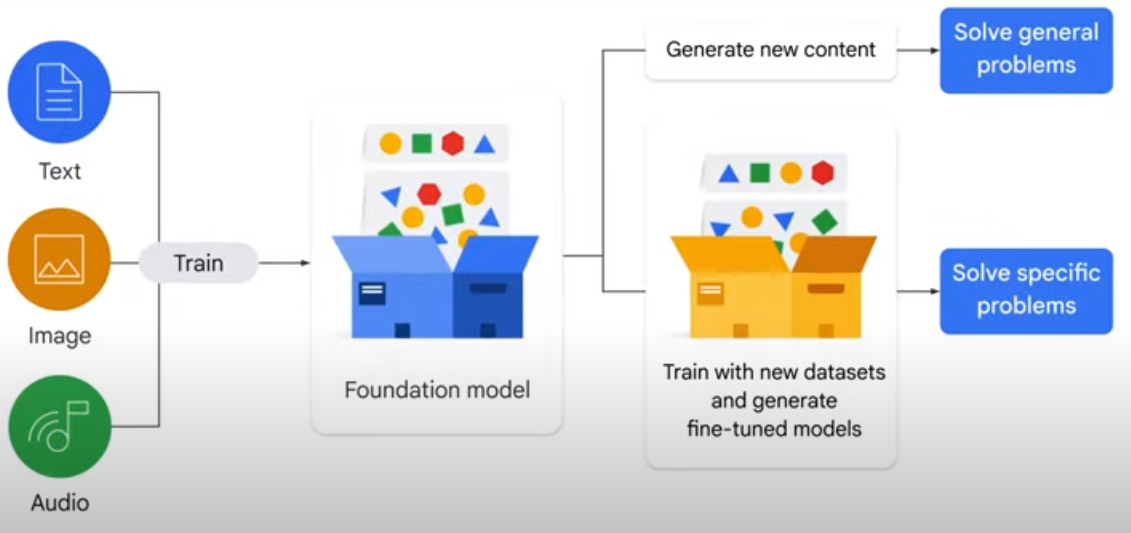 Text
Image
Audio
Train
Foundation model
Generate new content
Train with new datasets
and generate
fine-tuned models
Solve general
problems
Solve specific
problems